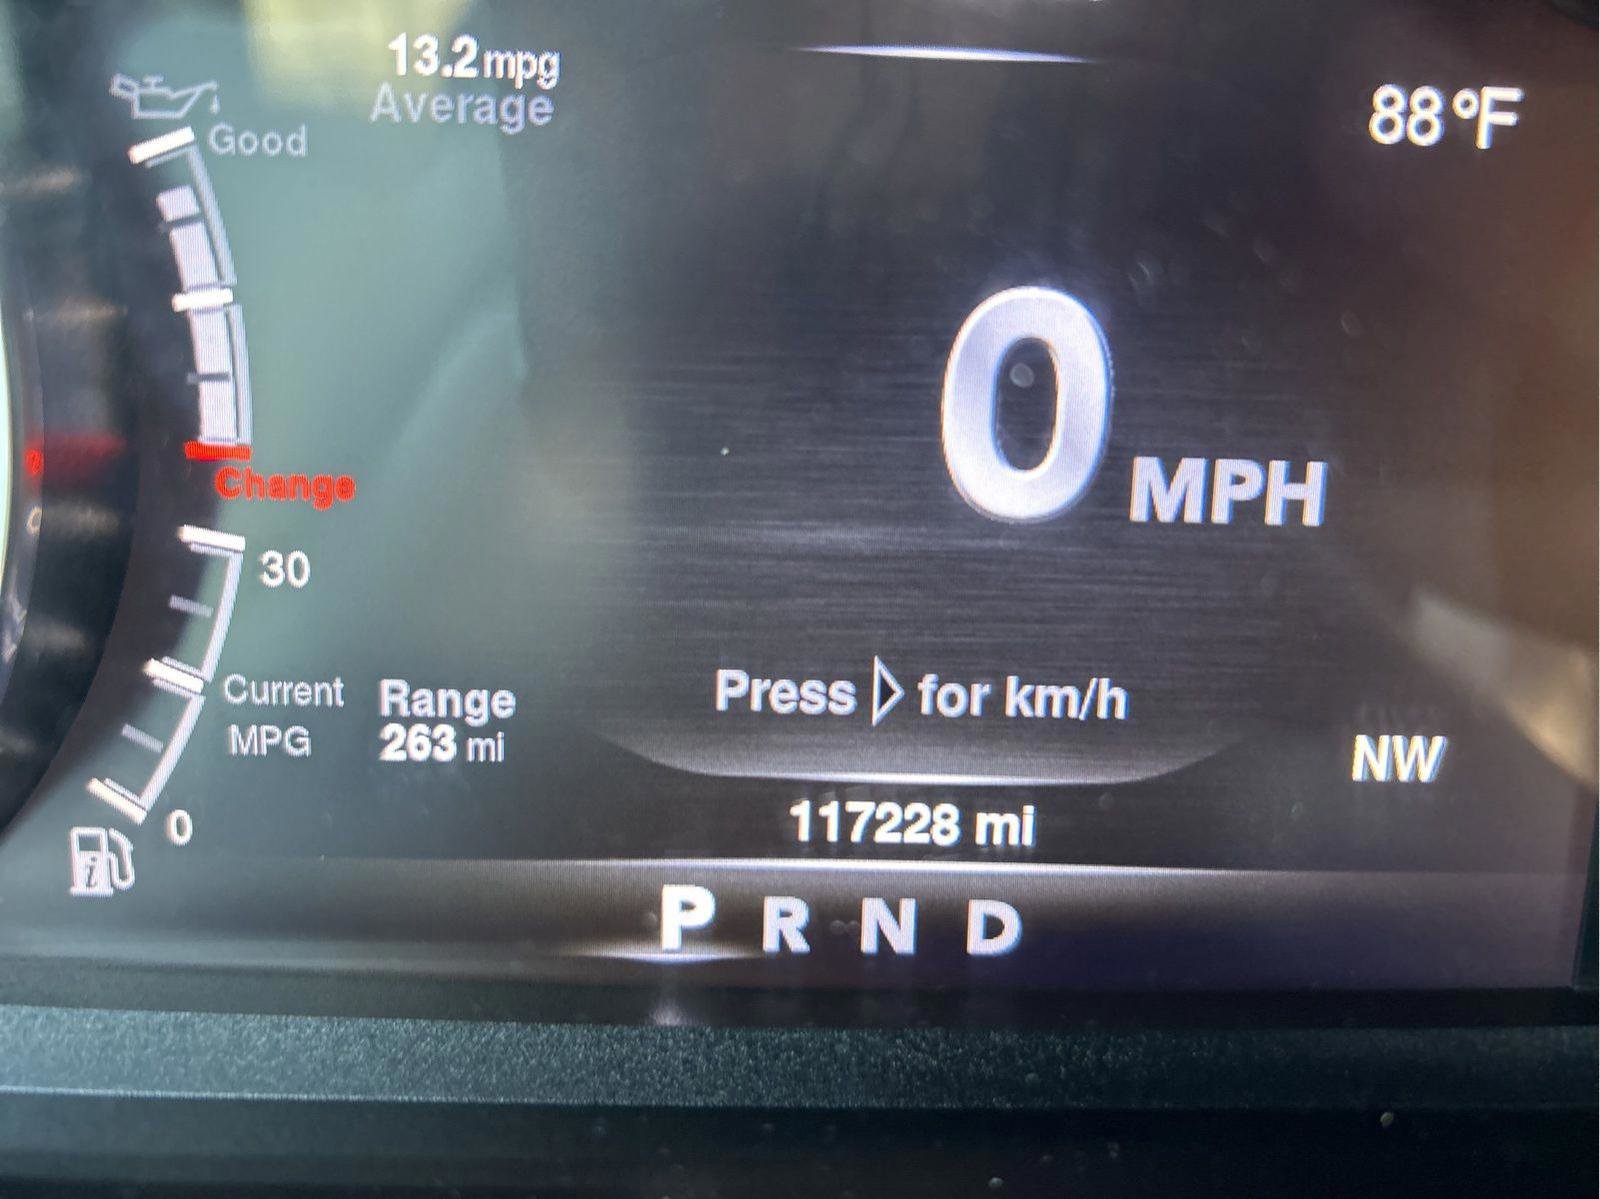 13.2 mpg
Average
88°F
Good
0 MPH
Change
30
Current
MPG
Range
263 mi
Press ▷ for km/h
NW
0
117228 mi
P R N D